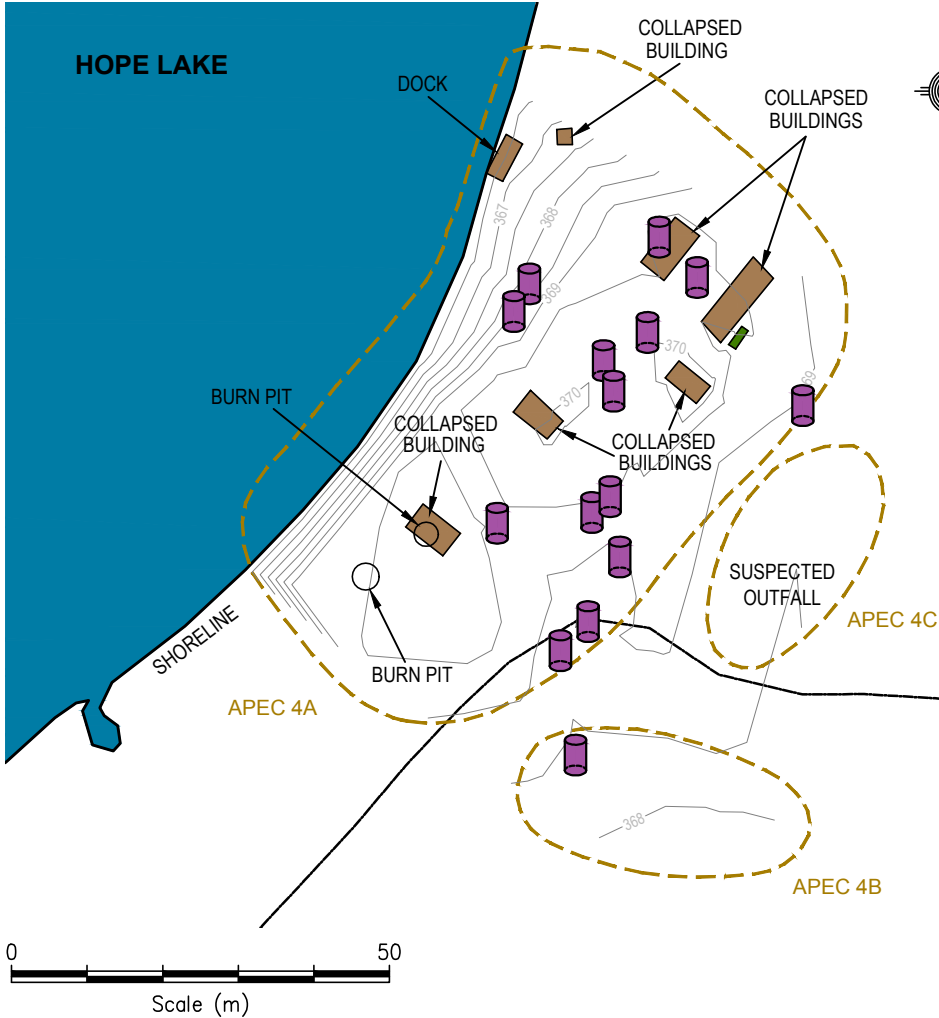 COLLAPSED
BUILDING
HOPE LAKE
DOCK
COLLAPSED
BUILDINGS
367
368
369
370
370
69
BURN PIT
COLLAPSED
BUILDING
COLLAPSED
BUILDINGS
SUSPECTED
OUTFALL
APEC 4C
SHORELINE
BURN PIT
APEC 4A
368
APEC 4B
0
50
Scale (m)